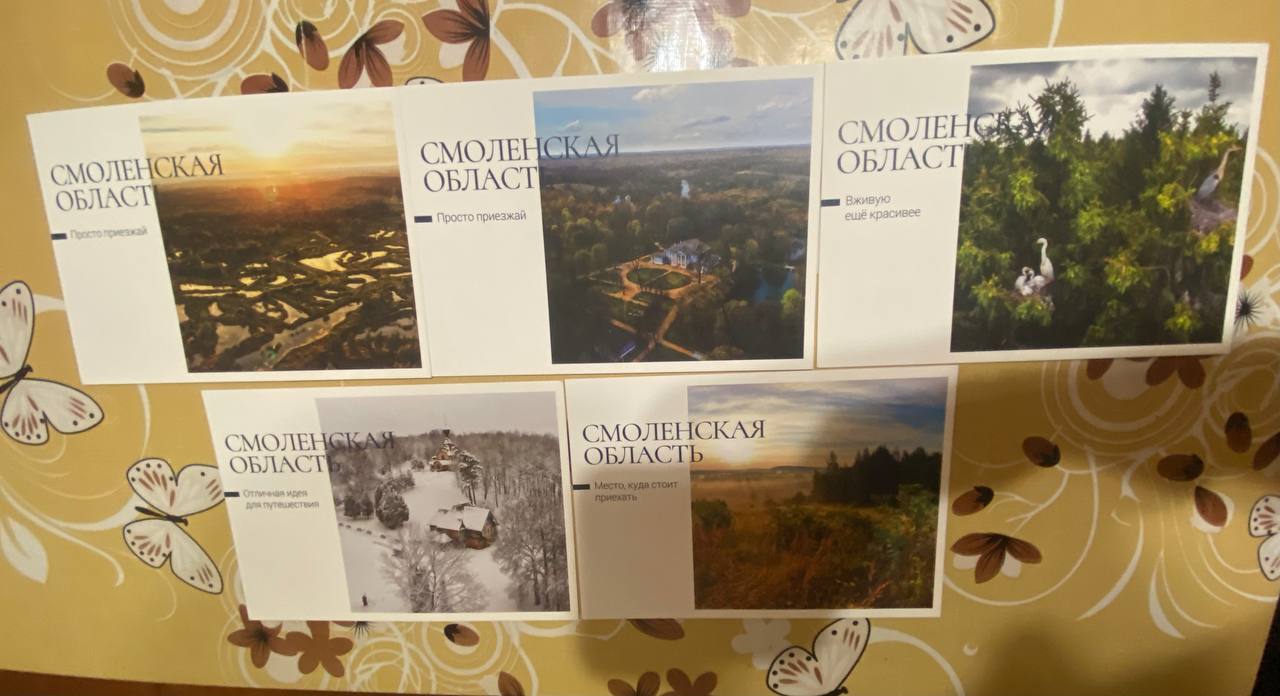 СМОЛЕНСКАЯ
ОБЛАСТЬ
Просто приезжай
СМОЛЕНСКАЯ
ОБЛАСТЬ
Просто приезжай
СМОЛЕНСКАЯ
ОБЛАСТЬ
Вживую
ещё красивее
СМОЛЕНСКАЯ
ОБЛАСТЬ
Отличная идея
для путешествия
СМОЛЕНСКАЯ
ОБЛАСТЬ
Место, куда стоит
приехать